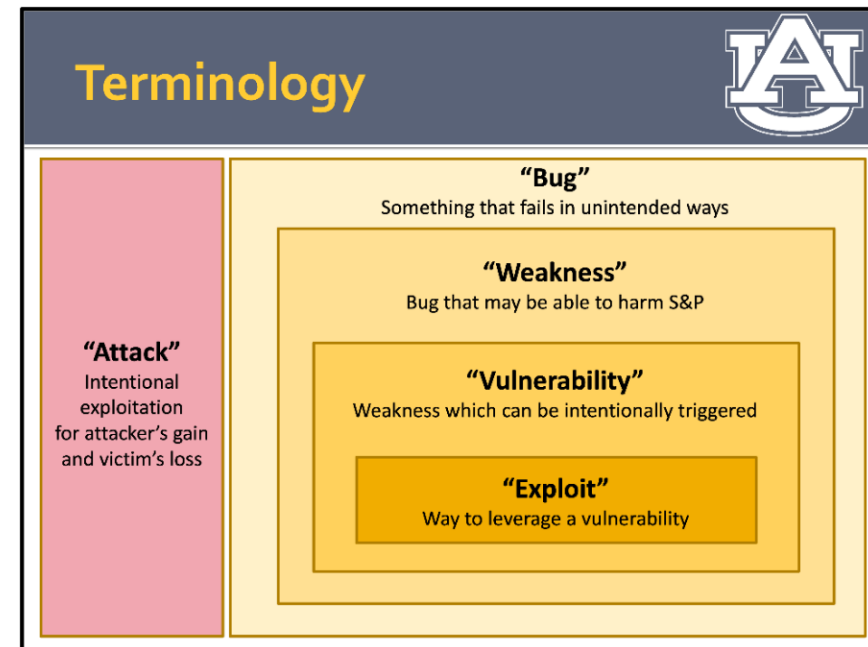 Terminology
AU
“Attack”
Intentional
exploitation
for attacker’s gain
and victim’s loss
“Bug”
Something that fails in unintended ways
“Weakness”
Bug that may be able to harm S&P
“Vulnerability”
Weakness which can be intentionally triggered
“Exploit”
Way to leverage a vulnerability